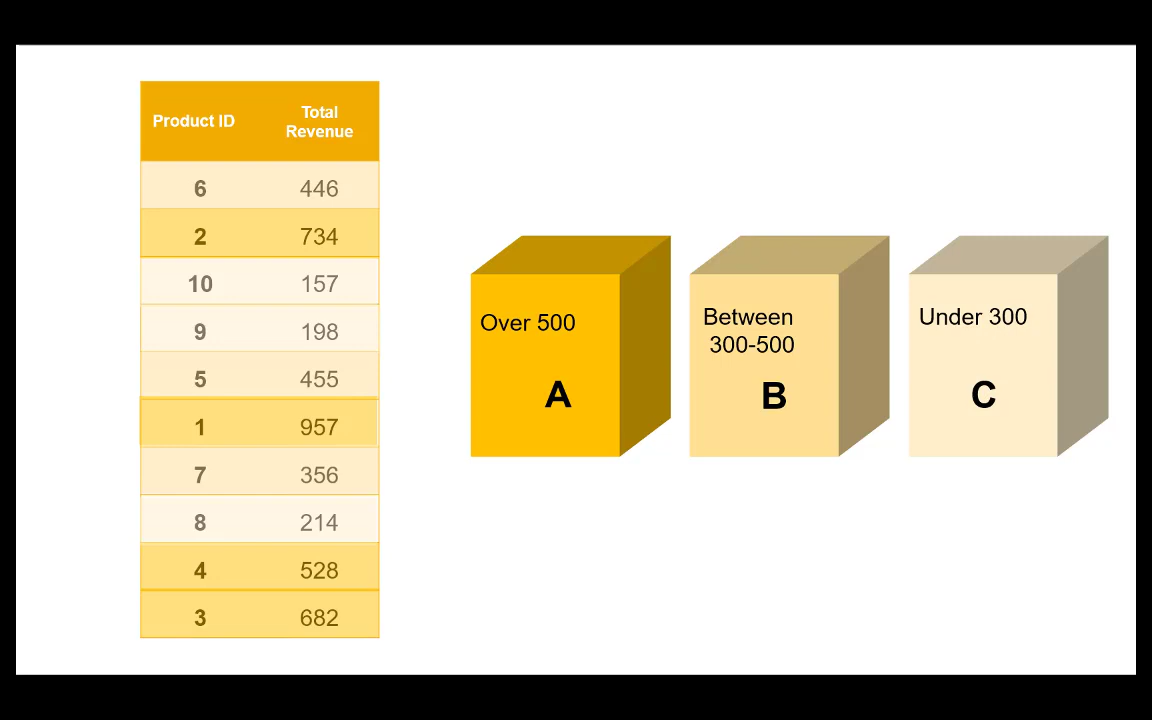 Product ID Total Revenue
6 446
2 734
10 157
9 198
5 455
1 957
7 356
8 214
4 528
3 682
Over 500
A
Between
300-500
B
Under 300
C